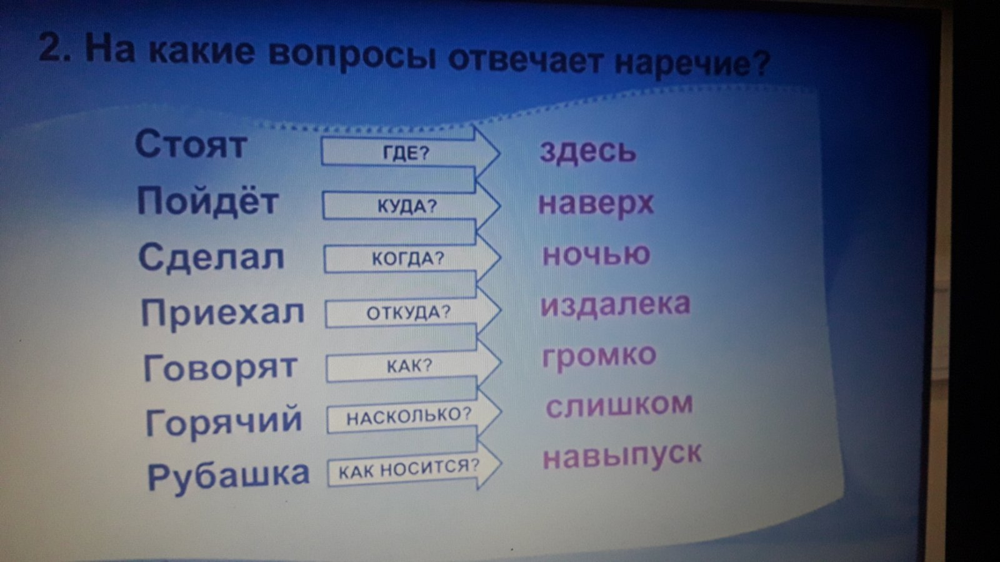 2. На какие вопросы отвечает наречие?
Стоят ГДЕ? здесь
Пойдёт КУДА? наверх
Сделал КОГДА? ночью
Приехал ОТКУДА? издалека
Говорят КАК? громко
Горячий НАСКОЛЬКО? слишком
Рубашка КАК НОСИТСЯ? навыпуск